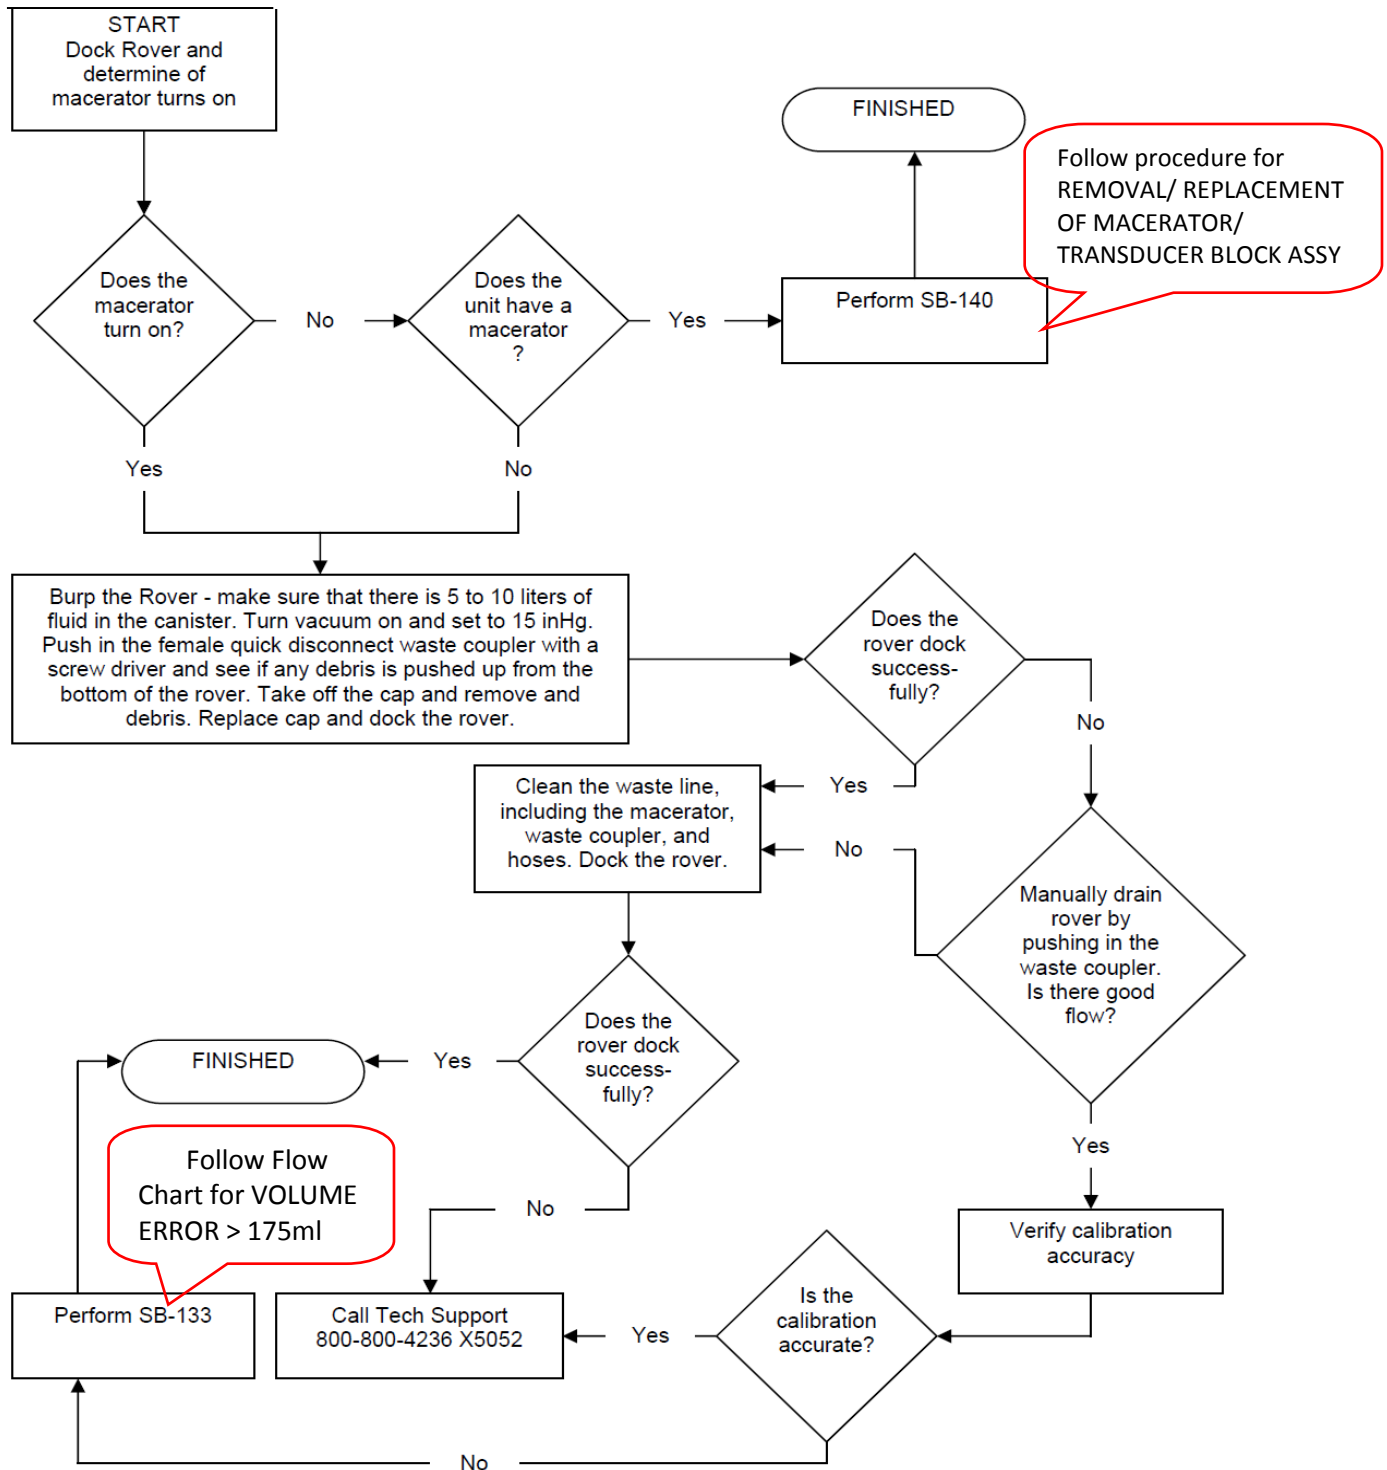 START
Dock Rover and
determine of
macerator turns on
FINISHED
Follow procedure for
REMOVAL/ REPLACEMENT
OF MACERATOR/
TRANSDUCER BLOCK ASSY
Does the
macerator
turn on?
No
Does the
unit have a
macerator
?
Yes
Perform SB-140
Yes
No
Burp the Rover - make sure that there is 5 to 10 liters of
fluid in the canister. Turn vacuum on and set to 15 inHg.
Push in the female quick disconnect waste coupler with a
screw driver and see if any debris is pushed up from the
bottom of the rover. Take off the cap and remove and
debris. Replace cap and dock the rover.
Does the
rover dock
success-
fully?
No
Yes
Clean the waste line,
including the macerator,
waste coupler, and
hoses. Dock the rover.
No
Manually drain
rover by
pushing in the
waste coupler.
Is there good
flow?
Does the
rover dock
success-
fully?
Yes
FINISHED
Yes
Follow Flow
Chart for VOLUME
ERROR > 175ml
No
Verify calibration
accuracy
Perform SB-133
Call Tech Support
800-800-4236 X5052
Yes
Is the
calibration
accurate?
No